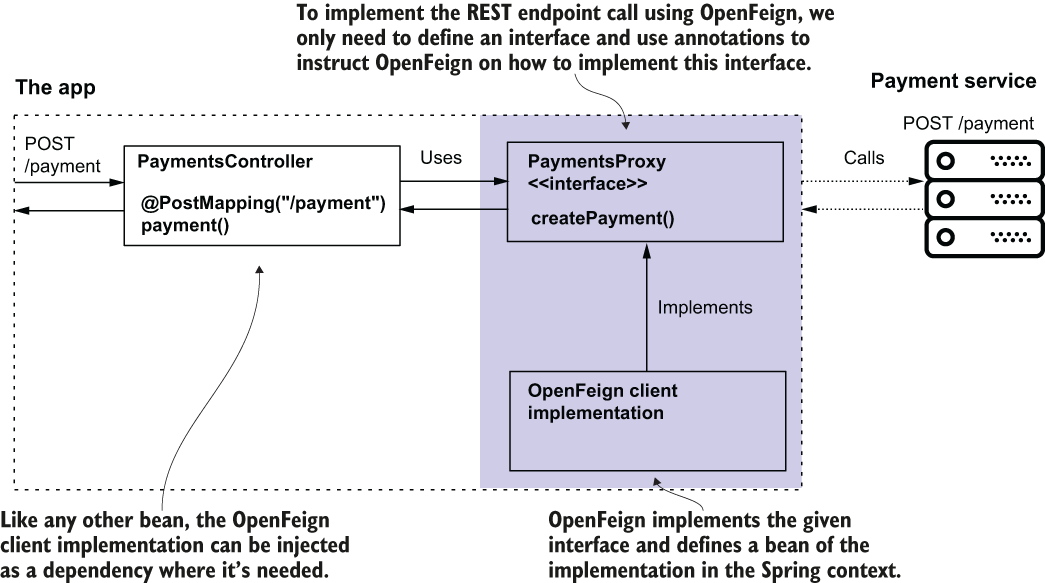 To implement the REST endpoint call using OpenFeign, we
only need to define an interface and use annotations to
instruct OpenFeign on how to implement this interface.
The app
Payment service
POST /payment
POST
/payment
PaymentsController
@PostMapping("/payment")
payment()
Uses
PaymentsProxy
<<interface>>
createPayment()
Calls
Implements
OpenFeign client
implementation
Like any other bean, the OpenFeign
client implementation can be injected
as a dependency where it's needed.
OpenFeign implements the given
interface and defines a bean of the
implementation in the Spring context.